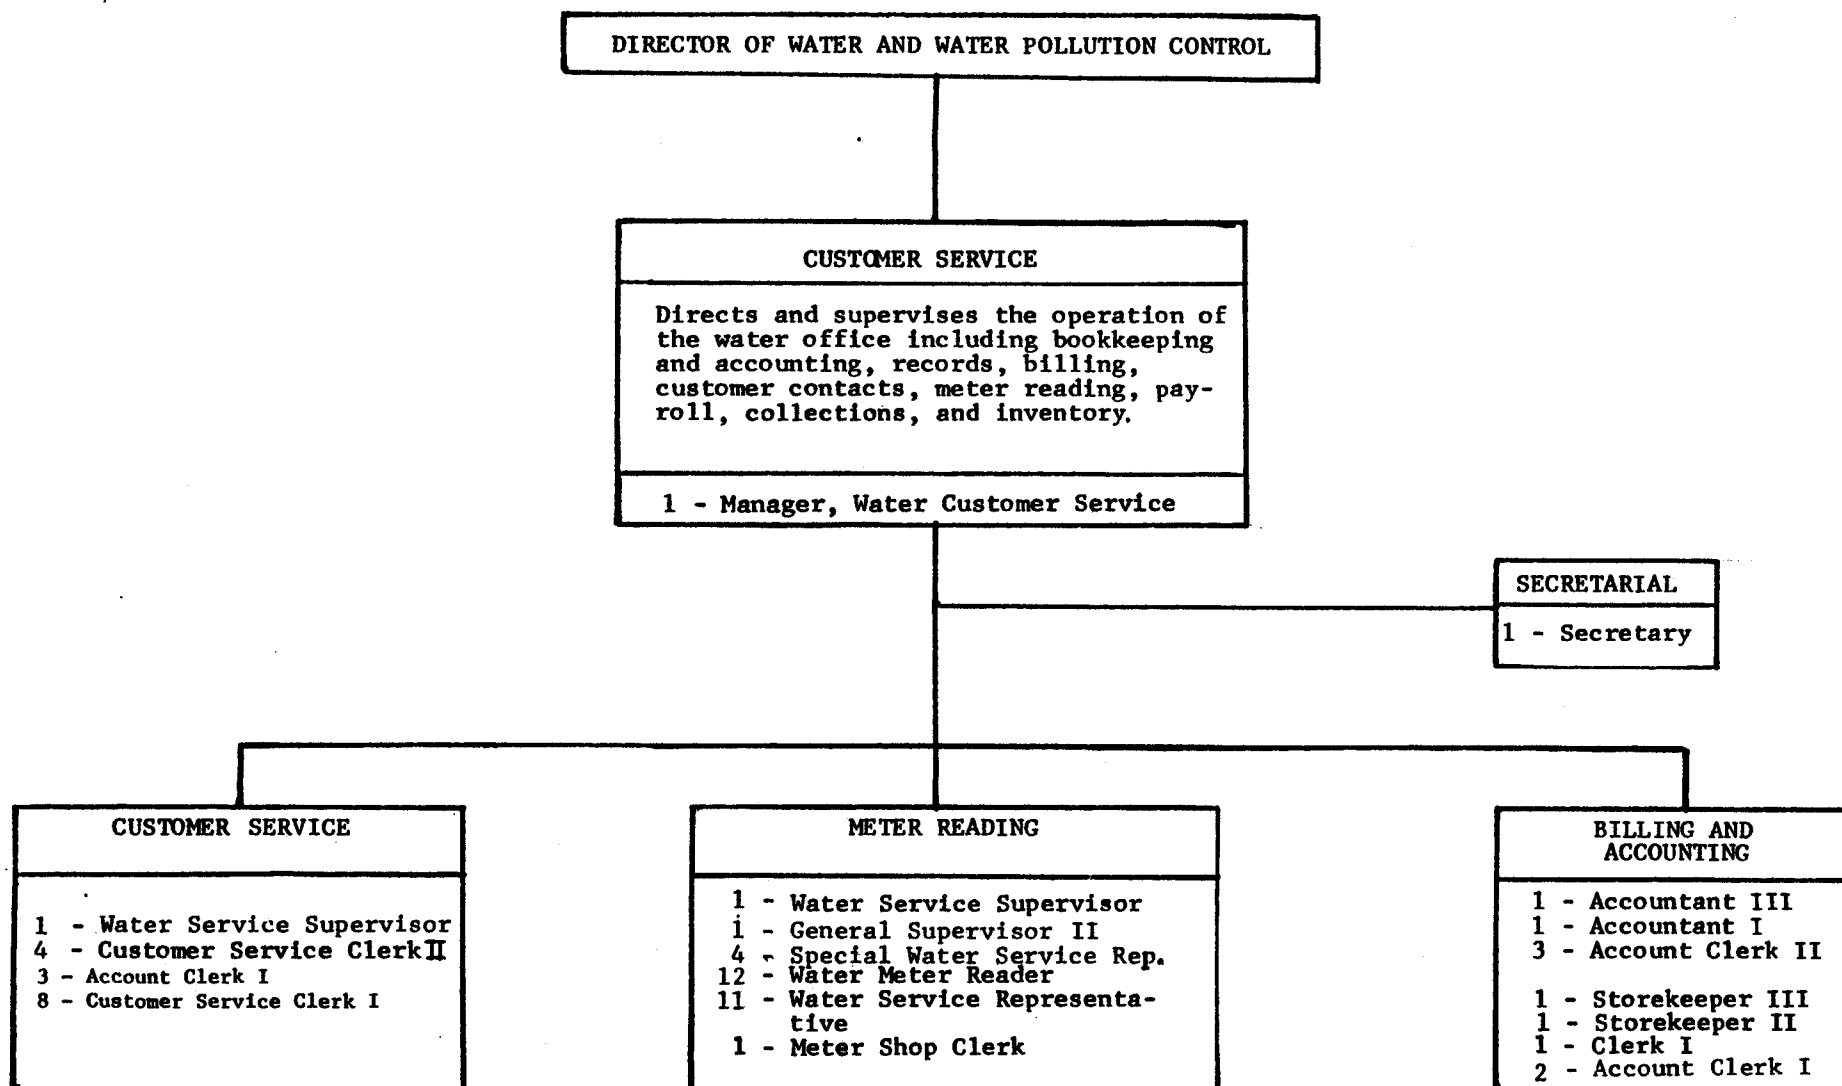 DIRECTOR OF WATER AND WATER POLLUTION CONTROL
CUSTOMER SERVICE
Directs and supervises the operation of
the water office including bookkeeping
and accounting, records, billing,
customer contacts, meter reading, pay-
roll, collections, and inventory.
1 - Manager, Water Customer Service
SECRETARIAL
1 - Secretary
CUSTOMER SERVICE
1 - Water Service Supervisor
4 - Customer Service Clerk II
3 - Account Clerk I
8 - Customer Service Clerk I
METER READING
1 - Water Service Supervisor
1 - General Supervisor II
4 - Special Water Service Rep.
12 - Water Meter Reader
11 - Water Service Representa-
tive
1 - Meter Shop Clerk
BILLING AND
ACCOUNTING
1 - Accountant III
1 - Accountant I
3 - Account Clerk II
1 - Storekeeper III
1 - Storekeeper II
1 - Clerk I
2 - Account Clerk I